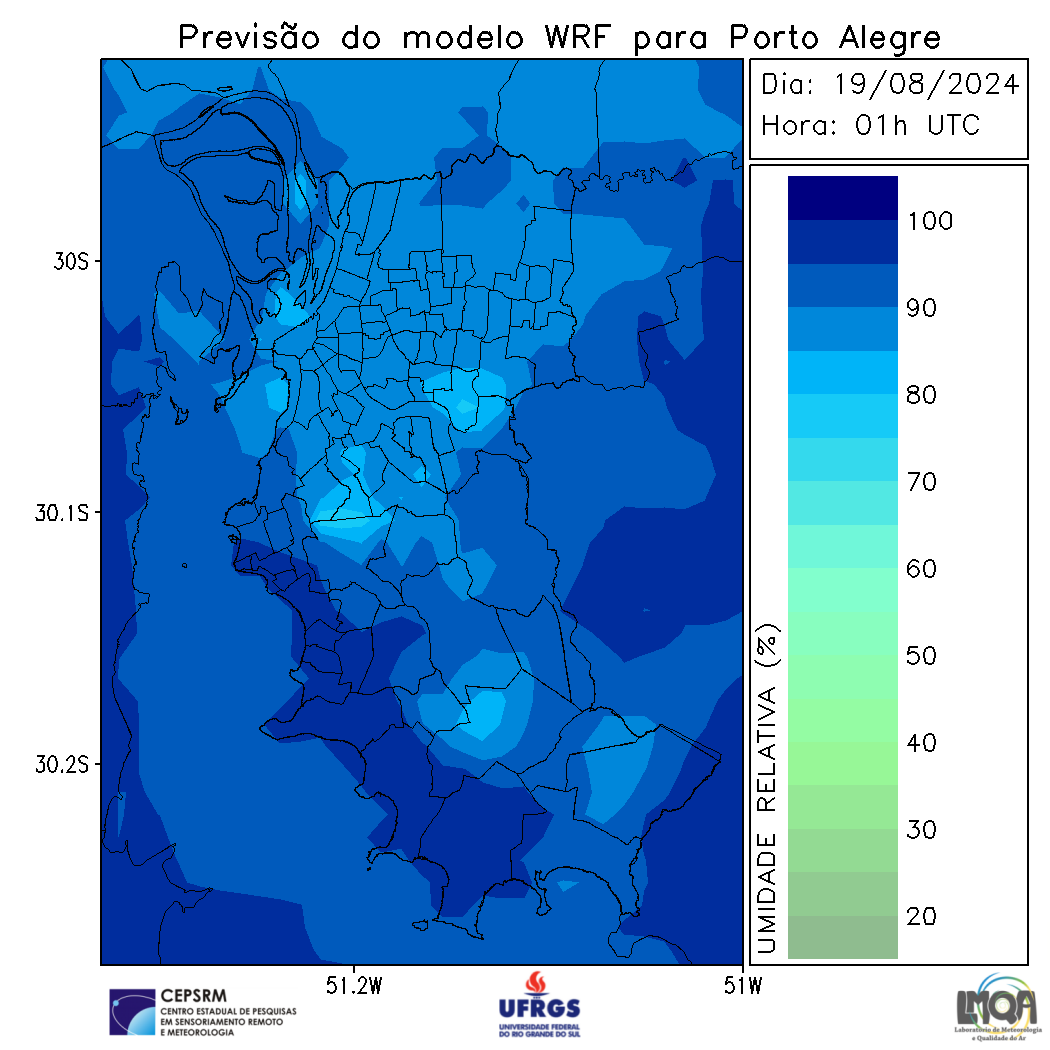 Previsão do modelo WRF para Porto Alegre
Dia: 19/08/2024
Hora: 01h UTC
30S
30.1S
30.2S
51.2W
51W
100
90
80
70
60
50
40
30
20
UMIDADE RELATIVA (%)
CEPSRM
CENTRO ESTADUAL DE PESQUISAS
EM SENSORIAMENTO REMOTO
E METEOROLOGIA
UFRGS
UNIVERSIDADE FEDERAL
DO RIO GRANDE DO SUL
LMQA
Laboratório de Meteorologia
e Qualidade do Ar